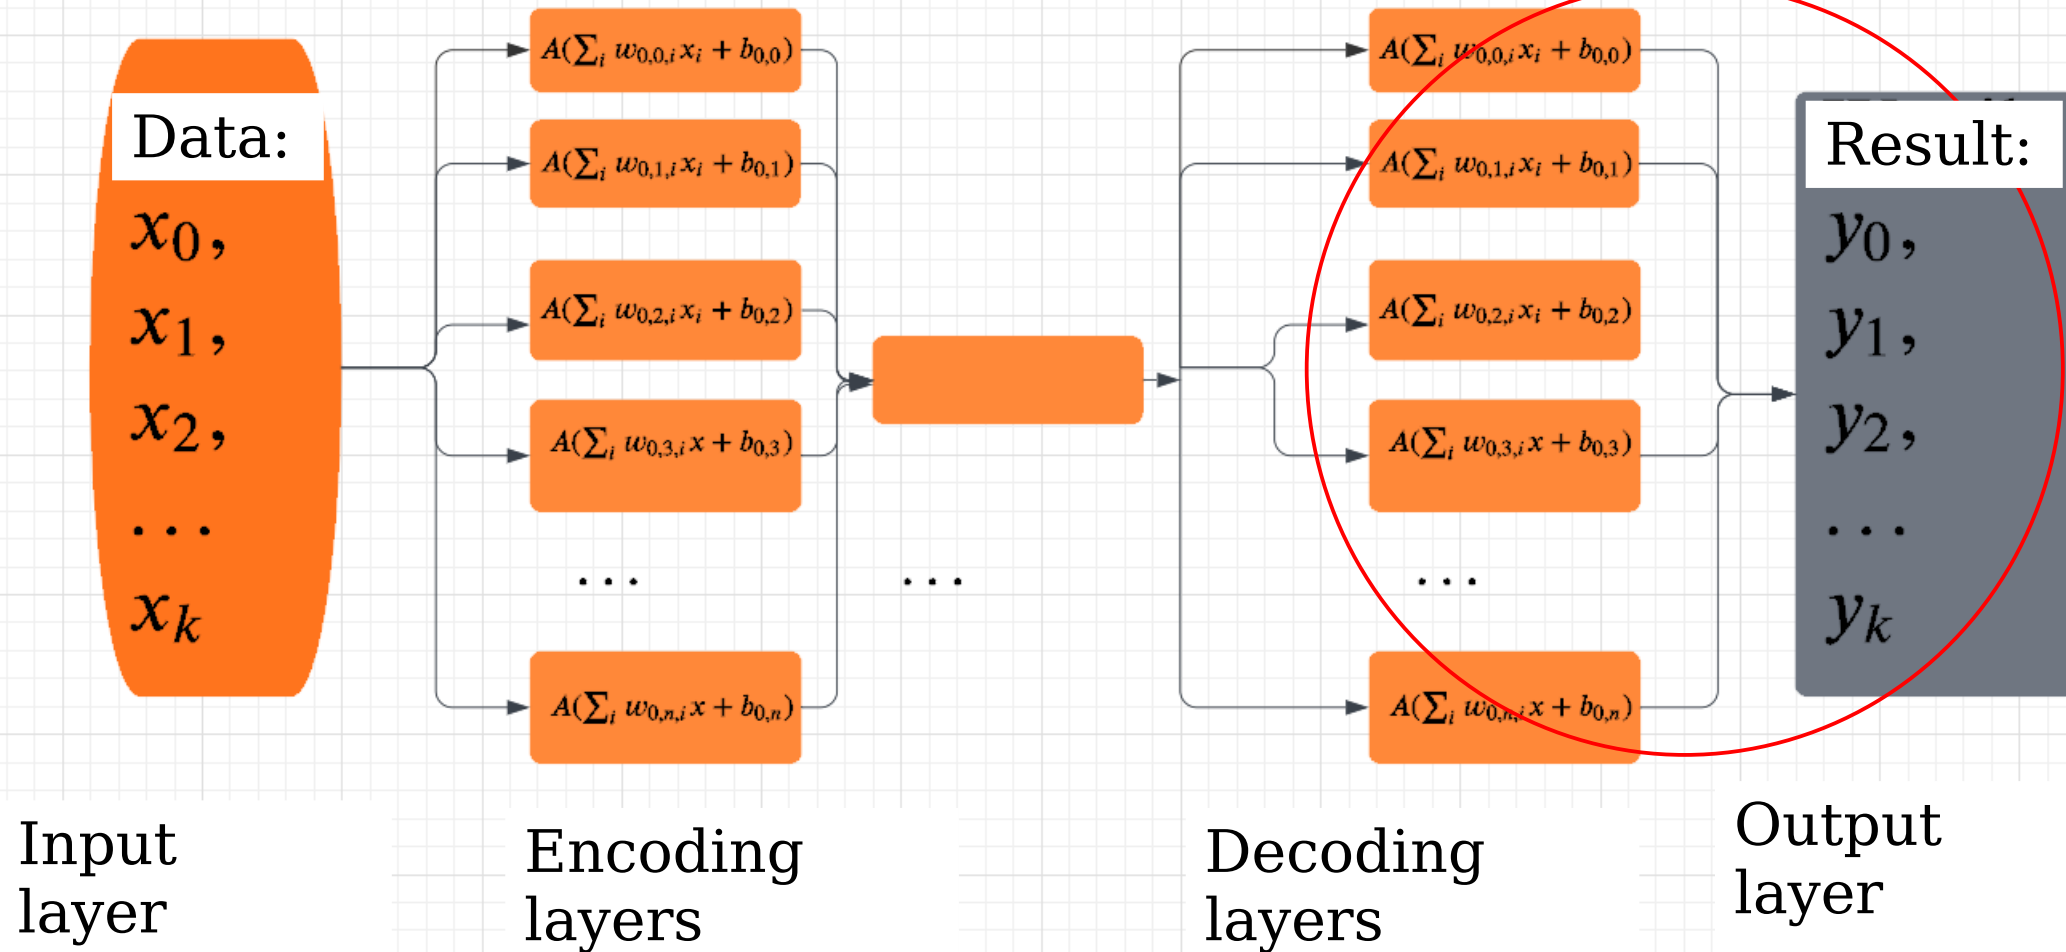 Data:
x₀,
x₁,
x₂,
...
xₖ
A(∑ᵢ w₀,₀,ᵢ xᵢ + b₀,₀)
A(∑ᵢ w₀,₁,ᵢ xᵢ + b₀,₁)
A(∑ᵢ w₀,₂,ᵢ xᵢ + b₀,₂)
A(∑ᵢ w₀,₃,ᵢ x + b₀,₃)
...
A(∑ᵢ w₀,ₙ,ᵢ x + b₀,ₙ)
...
A(∑ᵢ w₀,₀,ᵢ xᵢ + b₀,₀)
A(∑ᵢ w₀,₁,ᵢ xᵢ + b₀,₁)
A(∑ᵢ w₀,₂,ᵢ xᵢ + b₀,₂)
A(∑ᵢ w₀,₃,ᵢ x + b₀,₃)
...
A(∑ᵢ w₀,ₙ,ᵢ x + b₀,ₙ)
Result:
y₀,
y₁,
y₂,
...
yₖ
Input
layer
Encoding
layers
Decoding
layers
Output
layer